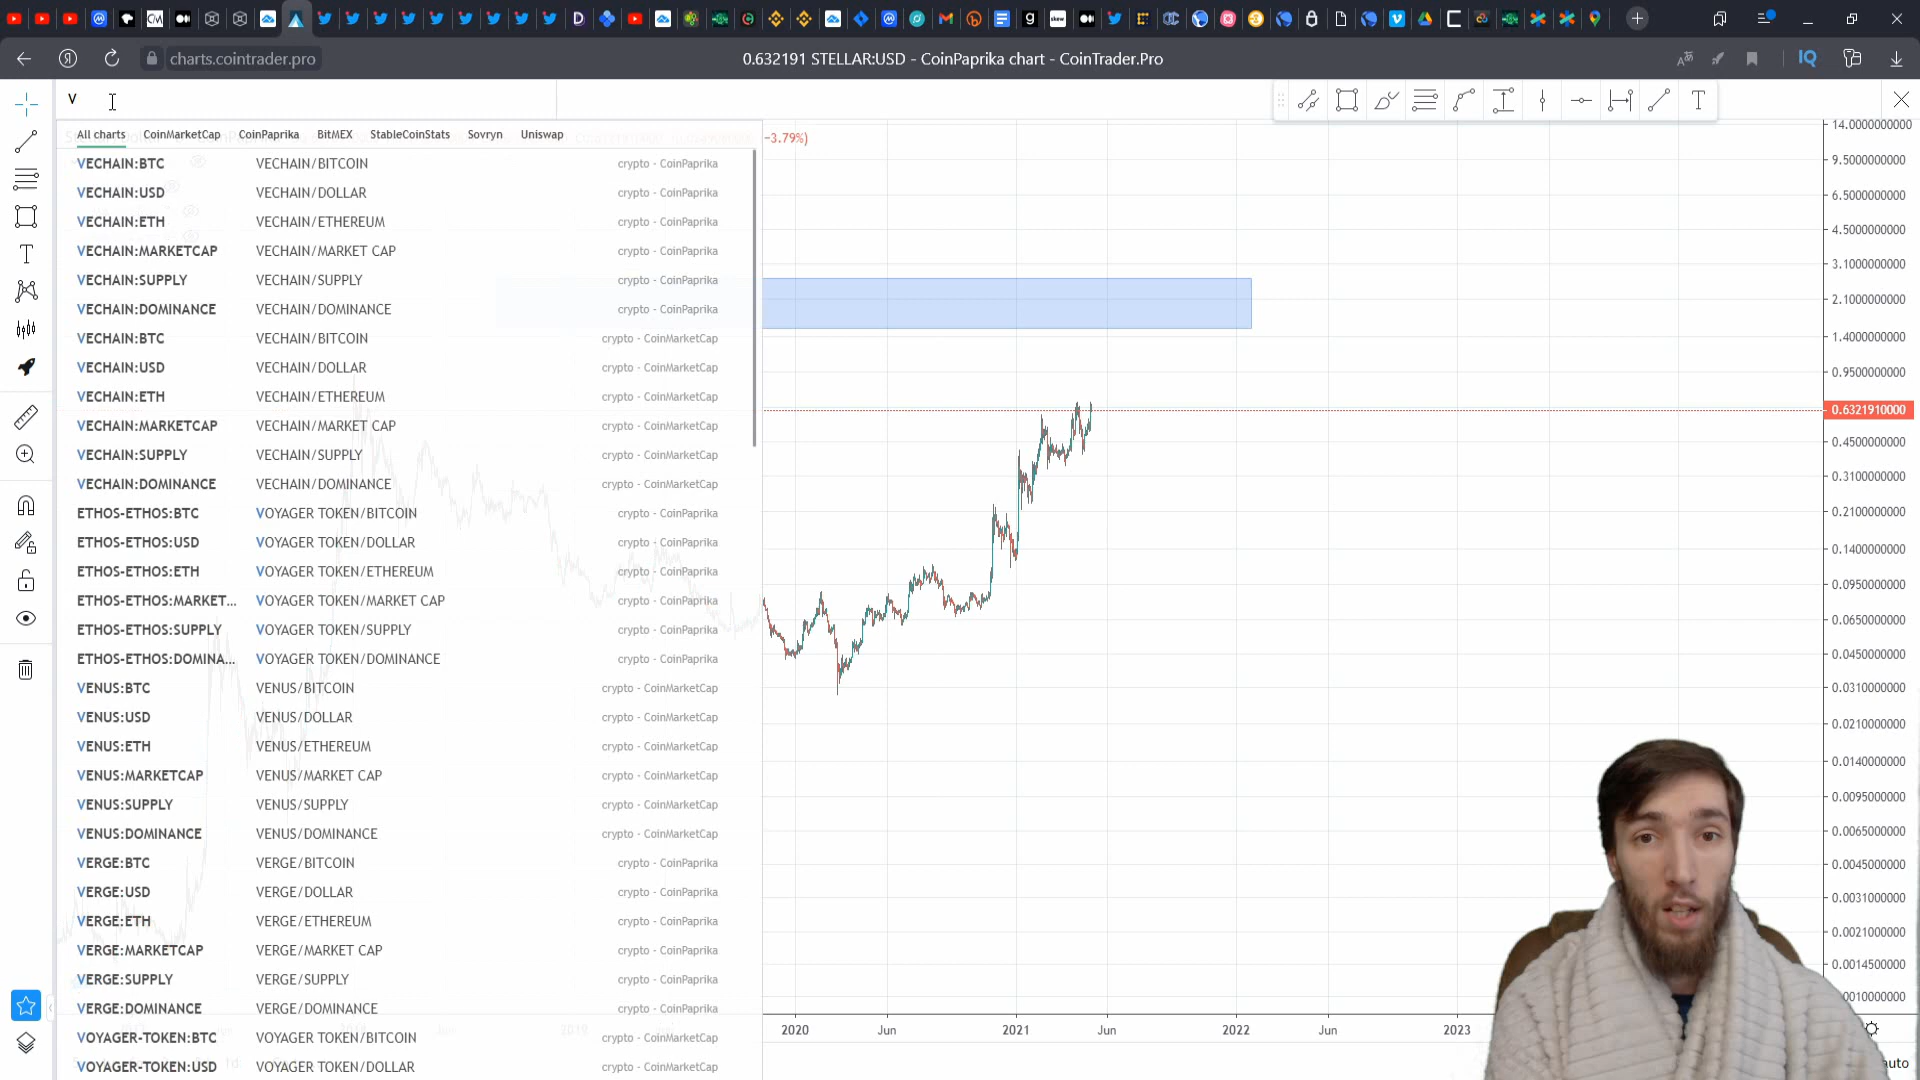 charts.cointrader.pro
0.632191 STELLAR:USD - CoinPaprika chart - CoinTrader.Pro
V
All charts CoinMarketCap CoinPaprika BitMEX StableCoinStats Sovryn Uniswap
−3.79%)
VECHAIN:BTC VECHAIN/BITCOIN crypto - CoinPaprika
VECHAIN:USD VECHAIN/DOLLAR crypto - CoinPaprika
VECHAIN:ETH VECHAIN/ETHEREUM crypto - CoinPaprika
VECHAIN:MARKETCAP VECHAIN/MARKET CAP crypto - CoinPaprika
VECHAIN:SUPPLY VECHAIN/SUPPLY crypto - CoinPaprika
VECHAIN:DOMINANCE VECHAIN/DOMINANCE crypto - CoinPaprika
VECHAIN:BTC VECHAIN/BITCOIN crypto - CoinMarketCap
VECHAIN:USD VECHAIN/DOLLAR crypto - CoinMarketCap
VECHAIN:ETH VECHAIN/ETHEREUM crypto - CoinMarketCap
VECHAIN:MARKETCAP VECHAIN/MARKET CAP crypto - CoinMarketCap
VECHAIN:SUPPLY VECHAIN/SUPPLY crypto - CoinMarketCap
VECHAIN:DOMINANCE VECHAIN/DOMINANCE crypto - CoinMarketCap
ETHOS-ETHOS:BTC VOYAGER TOKEN/BITCOIN crypto - CoinPaprika
ETHOS-ETHOS:USD VOYAGER TOKEN/DOLLAR crypto - CoinPaprika
ETHOS-ETHOS:ETH VOYAGER TOKEN/ETHEREUM crypto - CoinPaprika
ETHOS-ETHOS:MARKET... VOYAGER TOKEN/MARKET CAP crypto - CoinPaprika
ETHOS-ETHOS:SUPPLY VOYAGER TOKEN/SUPPLY crypto - CoinPaprika
ETHOS-ETHOS:DOMINA... VOYAGER TOKEN/DOMINANCE crypto - CoinPaprika
VENUS:BTC VENUS/BITCOIN crypto - CoinMarketCap
VENUS:USD VENUS/DOLLAR crypto - CoinMarketCap
VENUS:ETH VENUS/ETHEREUM crypto - CoinMarketCap
VENUS:MARKETCAP VENUS/MARKET CAP crypto - CoinMarketCap
VENUS:SUPPLY VENUS/SUPPLY crypto - CoinMarketCap
VENUS:DOMINANCE VENUS/DOMINANCE crypto - CoinMarketCap
VERGE:BTC VERGE/BITCOIN crypto - CoinPaprika
VERGE:USD VERGE/DOLLAR crypto - CoinPaprika
VERGE:ETH VERGE/ETHEREUM crypto - CoinPaprika
VERGE:MARKETCAP VERGE/MARKET CAP crypto - CoinPaprika
VERGE:SUPPLY VERGE/SUPPLY crypto - CoinPaprika
VERGE:DOMINANCE VERGE/DOMINANCE crypto - CoinPaprika
VOYAGER-TOKEN:BTC VOYAGER TOKEN/BITCOIN crypto - CoinMarketCap
VOYAGER-TOKEN:USD VOYAGER TOKEN/DOLLAR crypto - CoinMarketCap
14.0000000000
9.5000000000
6.5000000000
4.5000000000
3.1000000000
2.1000000000
1.4000000000
0.9500000000
0.6321910000
0.4500000000
0.3100000000
0.2100000000
0.1400000000
0.0950000000
0.0650000000
0.0450000000
0.0310000000
0.0210000000
0.0140000000
0.0095000000
0.0065000000
0.0045000000
0.0031000000
0.0021000000
0.0014500000
0010000000
2019 2020 Jun 2021 Jun 2022 Jun 2023
auto